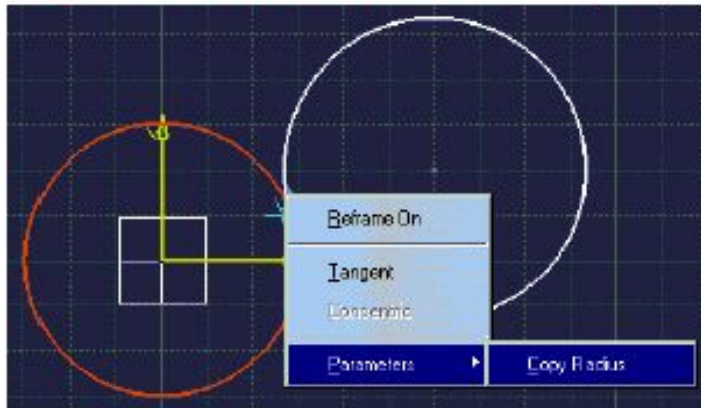 Reframe On
Tangent
Concentric
Parameters
Copy Radius